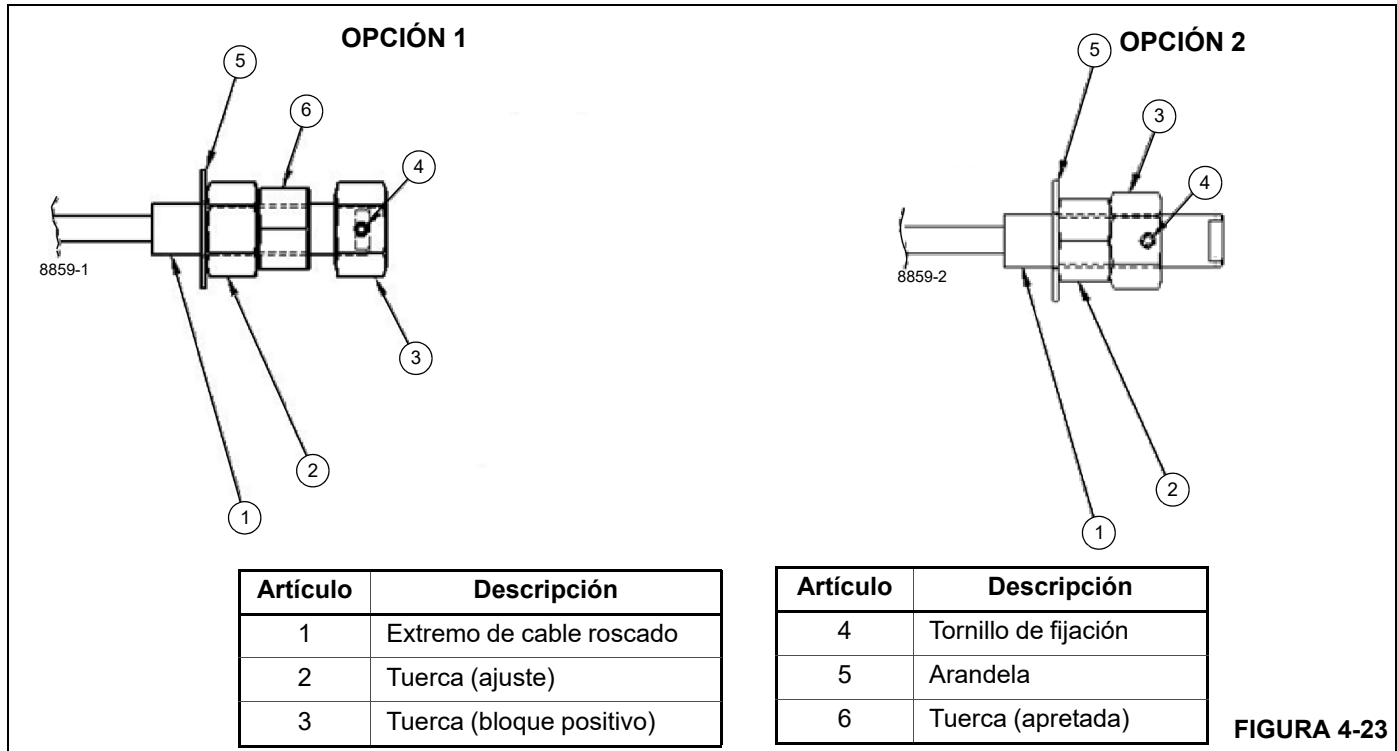 OPCIÓN 1
5
6
4
8859-1
3
2
1
OPCIÓN 2
5
3
4
8859-2
2
1
Artículo Descripción
1 Extremo de cable roscado
2 Tuerca (ajuste)
3 Tuerca (bloque positivo)
Artículo Descripción
4 Tornillo de fijación
5 Arandela
6 Tuerca (apretada)
FIGURA 4-23